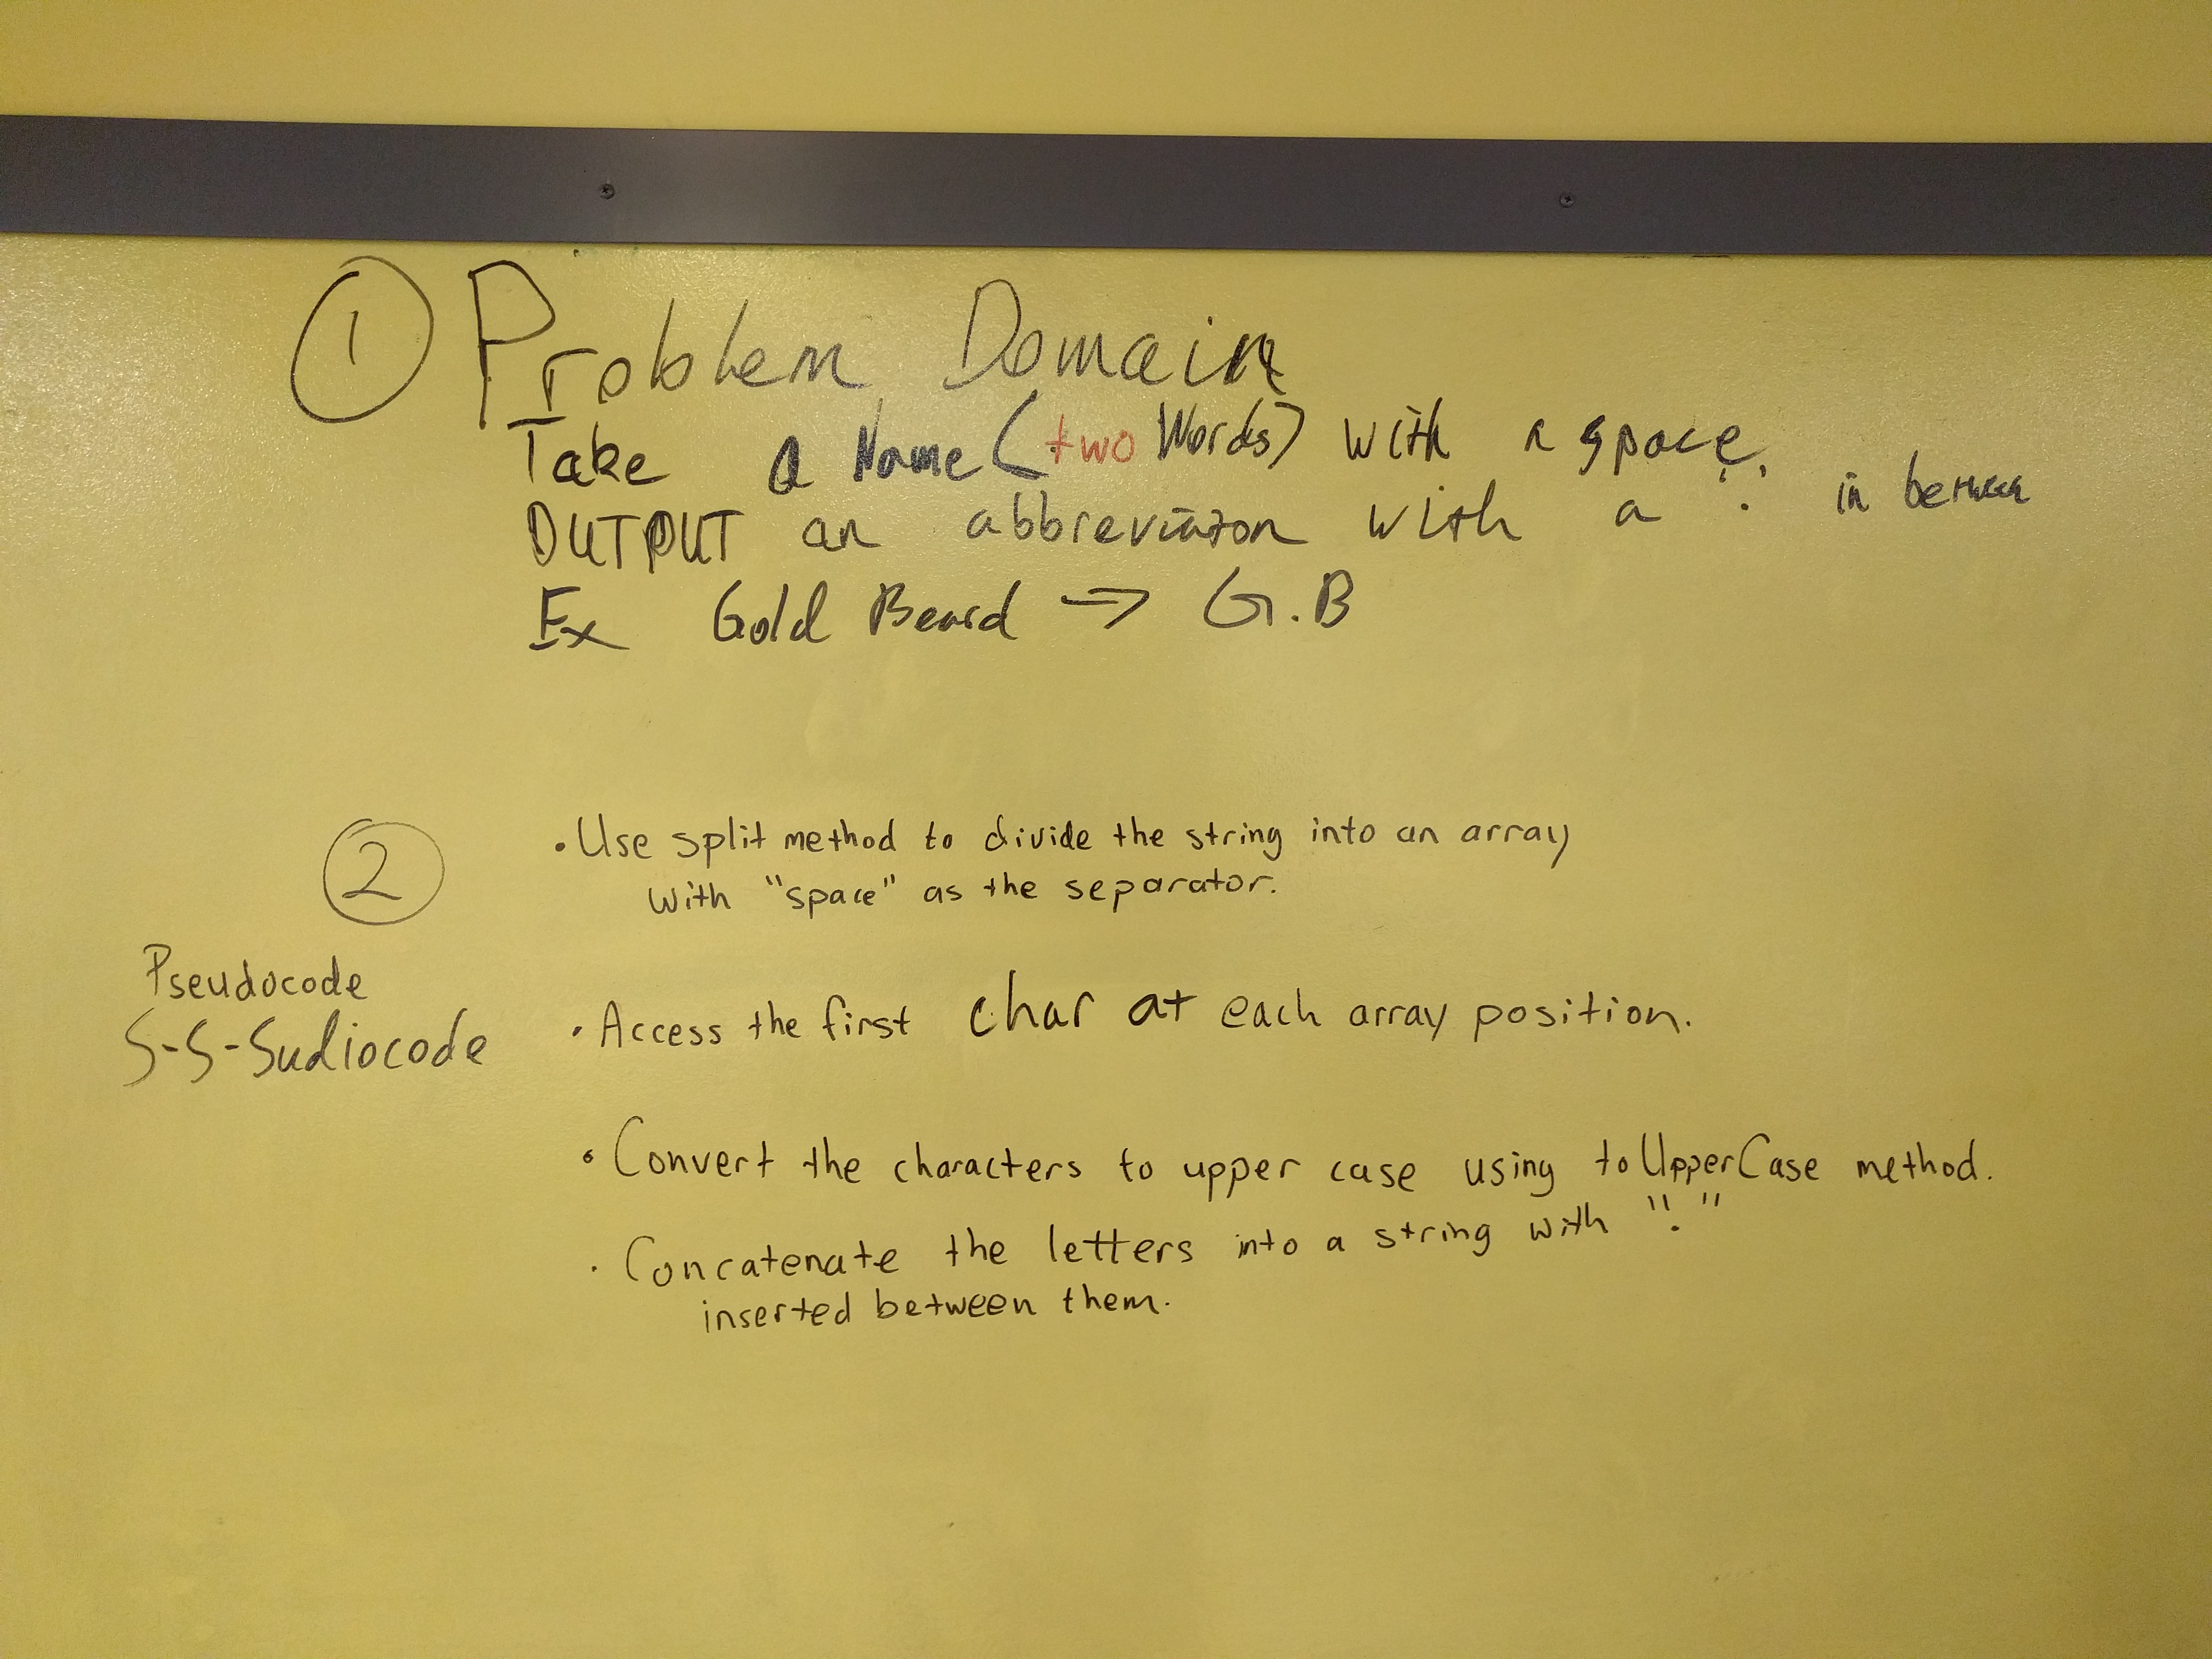 1 Problem Domain
Take a Name (two Words) with a space.
OUTPUT an abbreviaton with a '.' in between
Ex Gold Beard => G.B
2
• Use split method to divide the string into an array
with "space" as the separator.
Pseudocode
S-S-Sudiocode
• Access the first char at each array position.
• Convert the characters to upper case using toUpperCase method.
• Concatenate the letters into a string with "."
inserted between them.